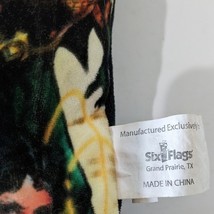 Manufactured Exclusively
Six Flags
Grand Prairie, TX
MADE IN CHINA